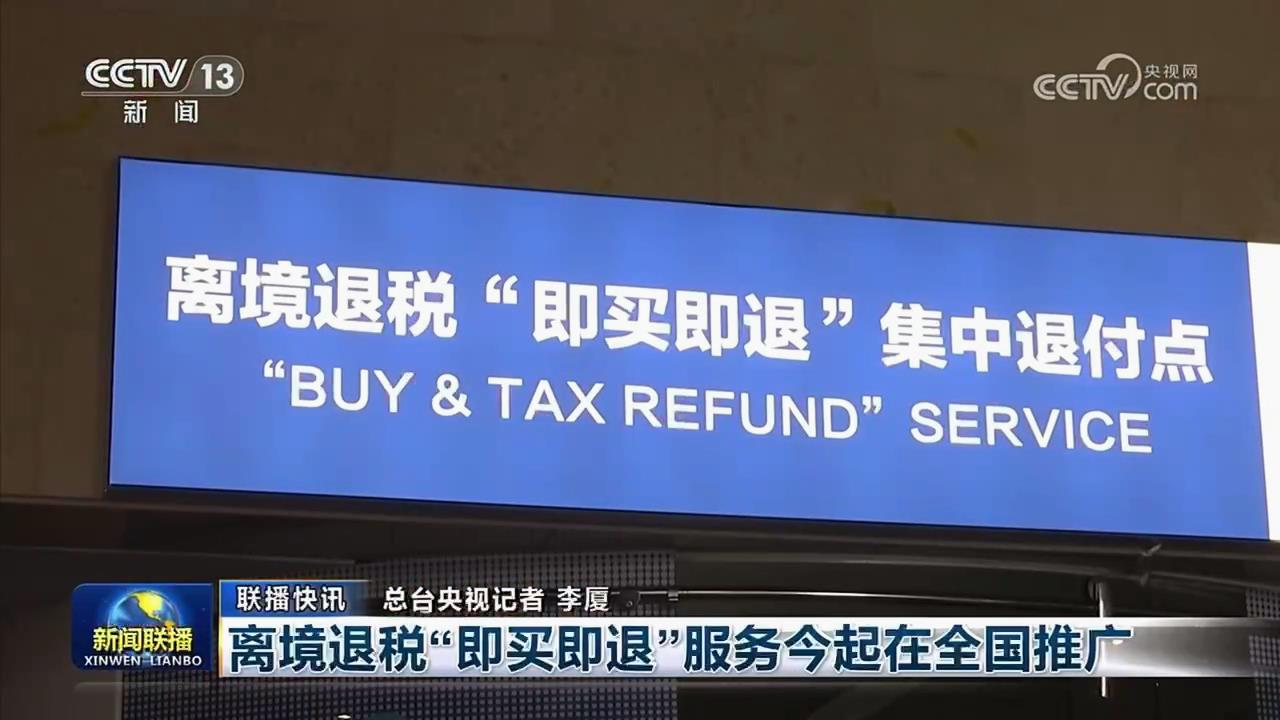 CCTV 13
新闻
CCTV 央视网
com
离境退税“即买即退”集中退付点
“BUY & TAX REFUND” SERVICE
联播快讯 总台央视记者 李厦
新闻联播
XINWEN LIANBO
离境退税“即买即退”服务今起在全国推广